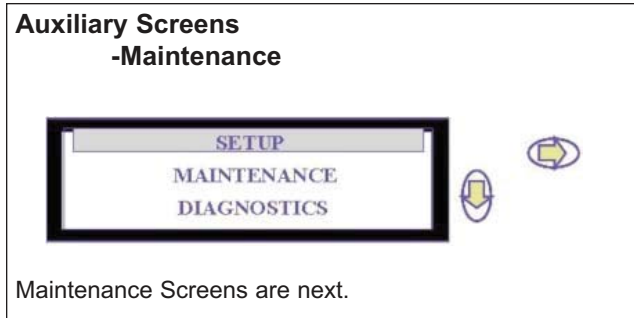 Auxiliary Screens
-Maintenance
SETUP
MAINTENANCE
DIAGNOSTICS
Maintenance Screens are next.